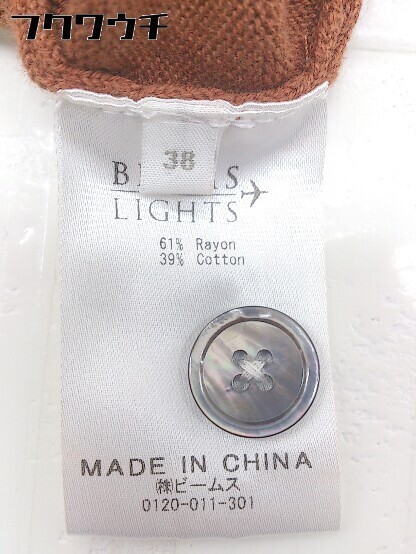 フクワウチ
38
LIGHTS
61% Rayon
39% Cotton
MADE IN CHINA
㈱ビームス
0120-011-301